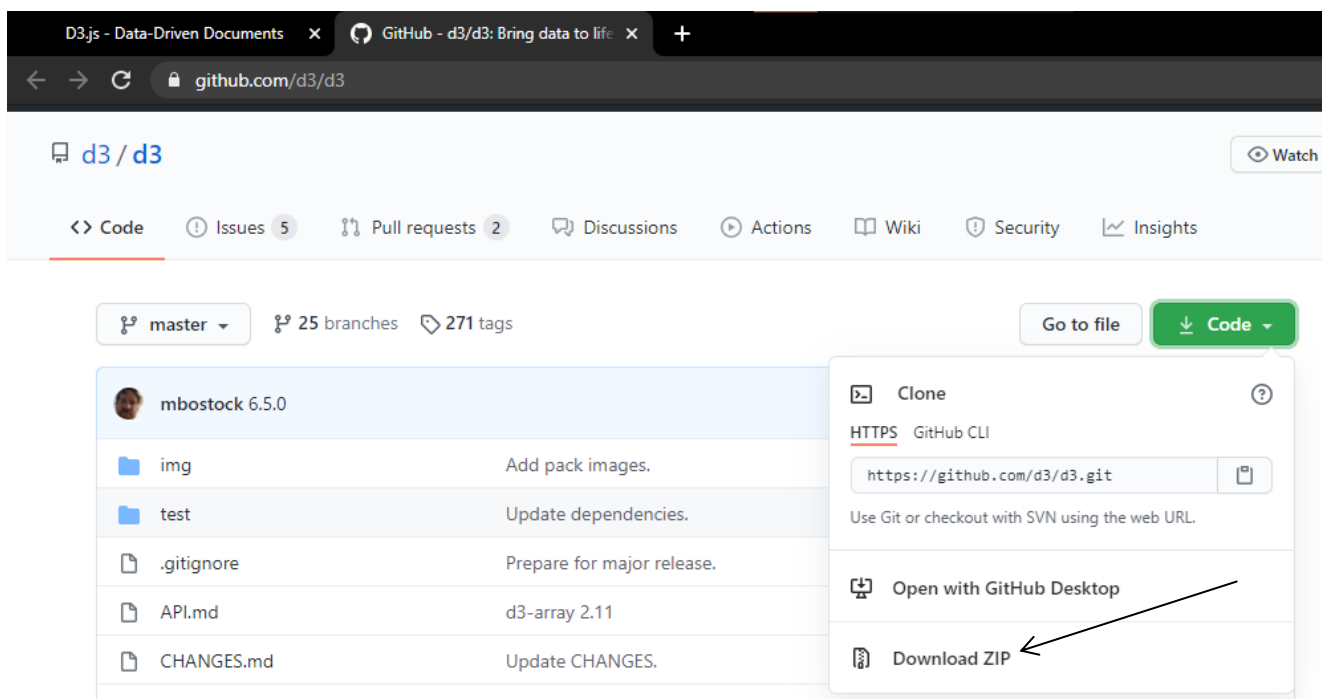 D3.js - Data-Driven Documents GitHub - d3/d3: Bring data to life
github.com/d3/d3
d3 / d3
Watch
<> Code Issues 5 Pull requests 2 Discussions Actions Wiki Security Insights
master 25 branches 271 tags Go to file Code
mbostock 6.5.0
Clone
HTTPS GitHub CLI
img Add pack images.
https://github.com/d3/d3.git
test Update dependencies.
Use Git or checkout with SVN using the web URL.
.gitignore Prepare for major release.
Open with GitHub Desktop
API.md d3-array 2.11
CHANGES.md Update CHANGES.
Download ZIP